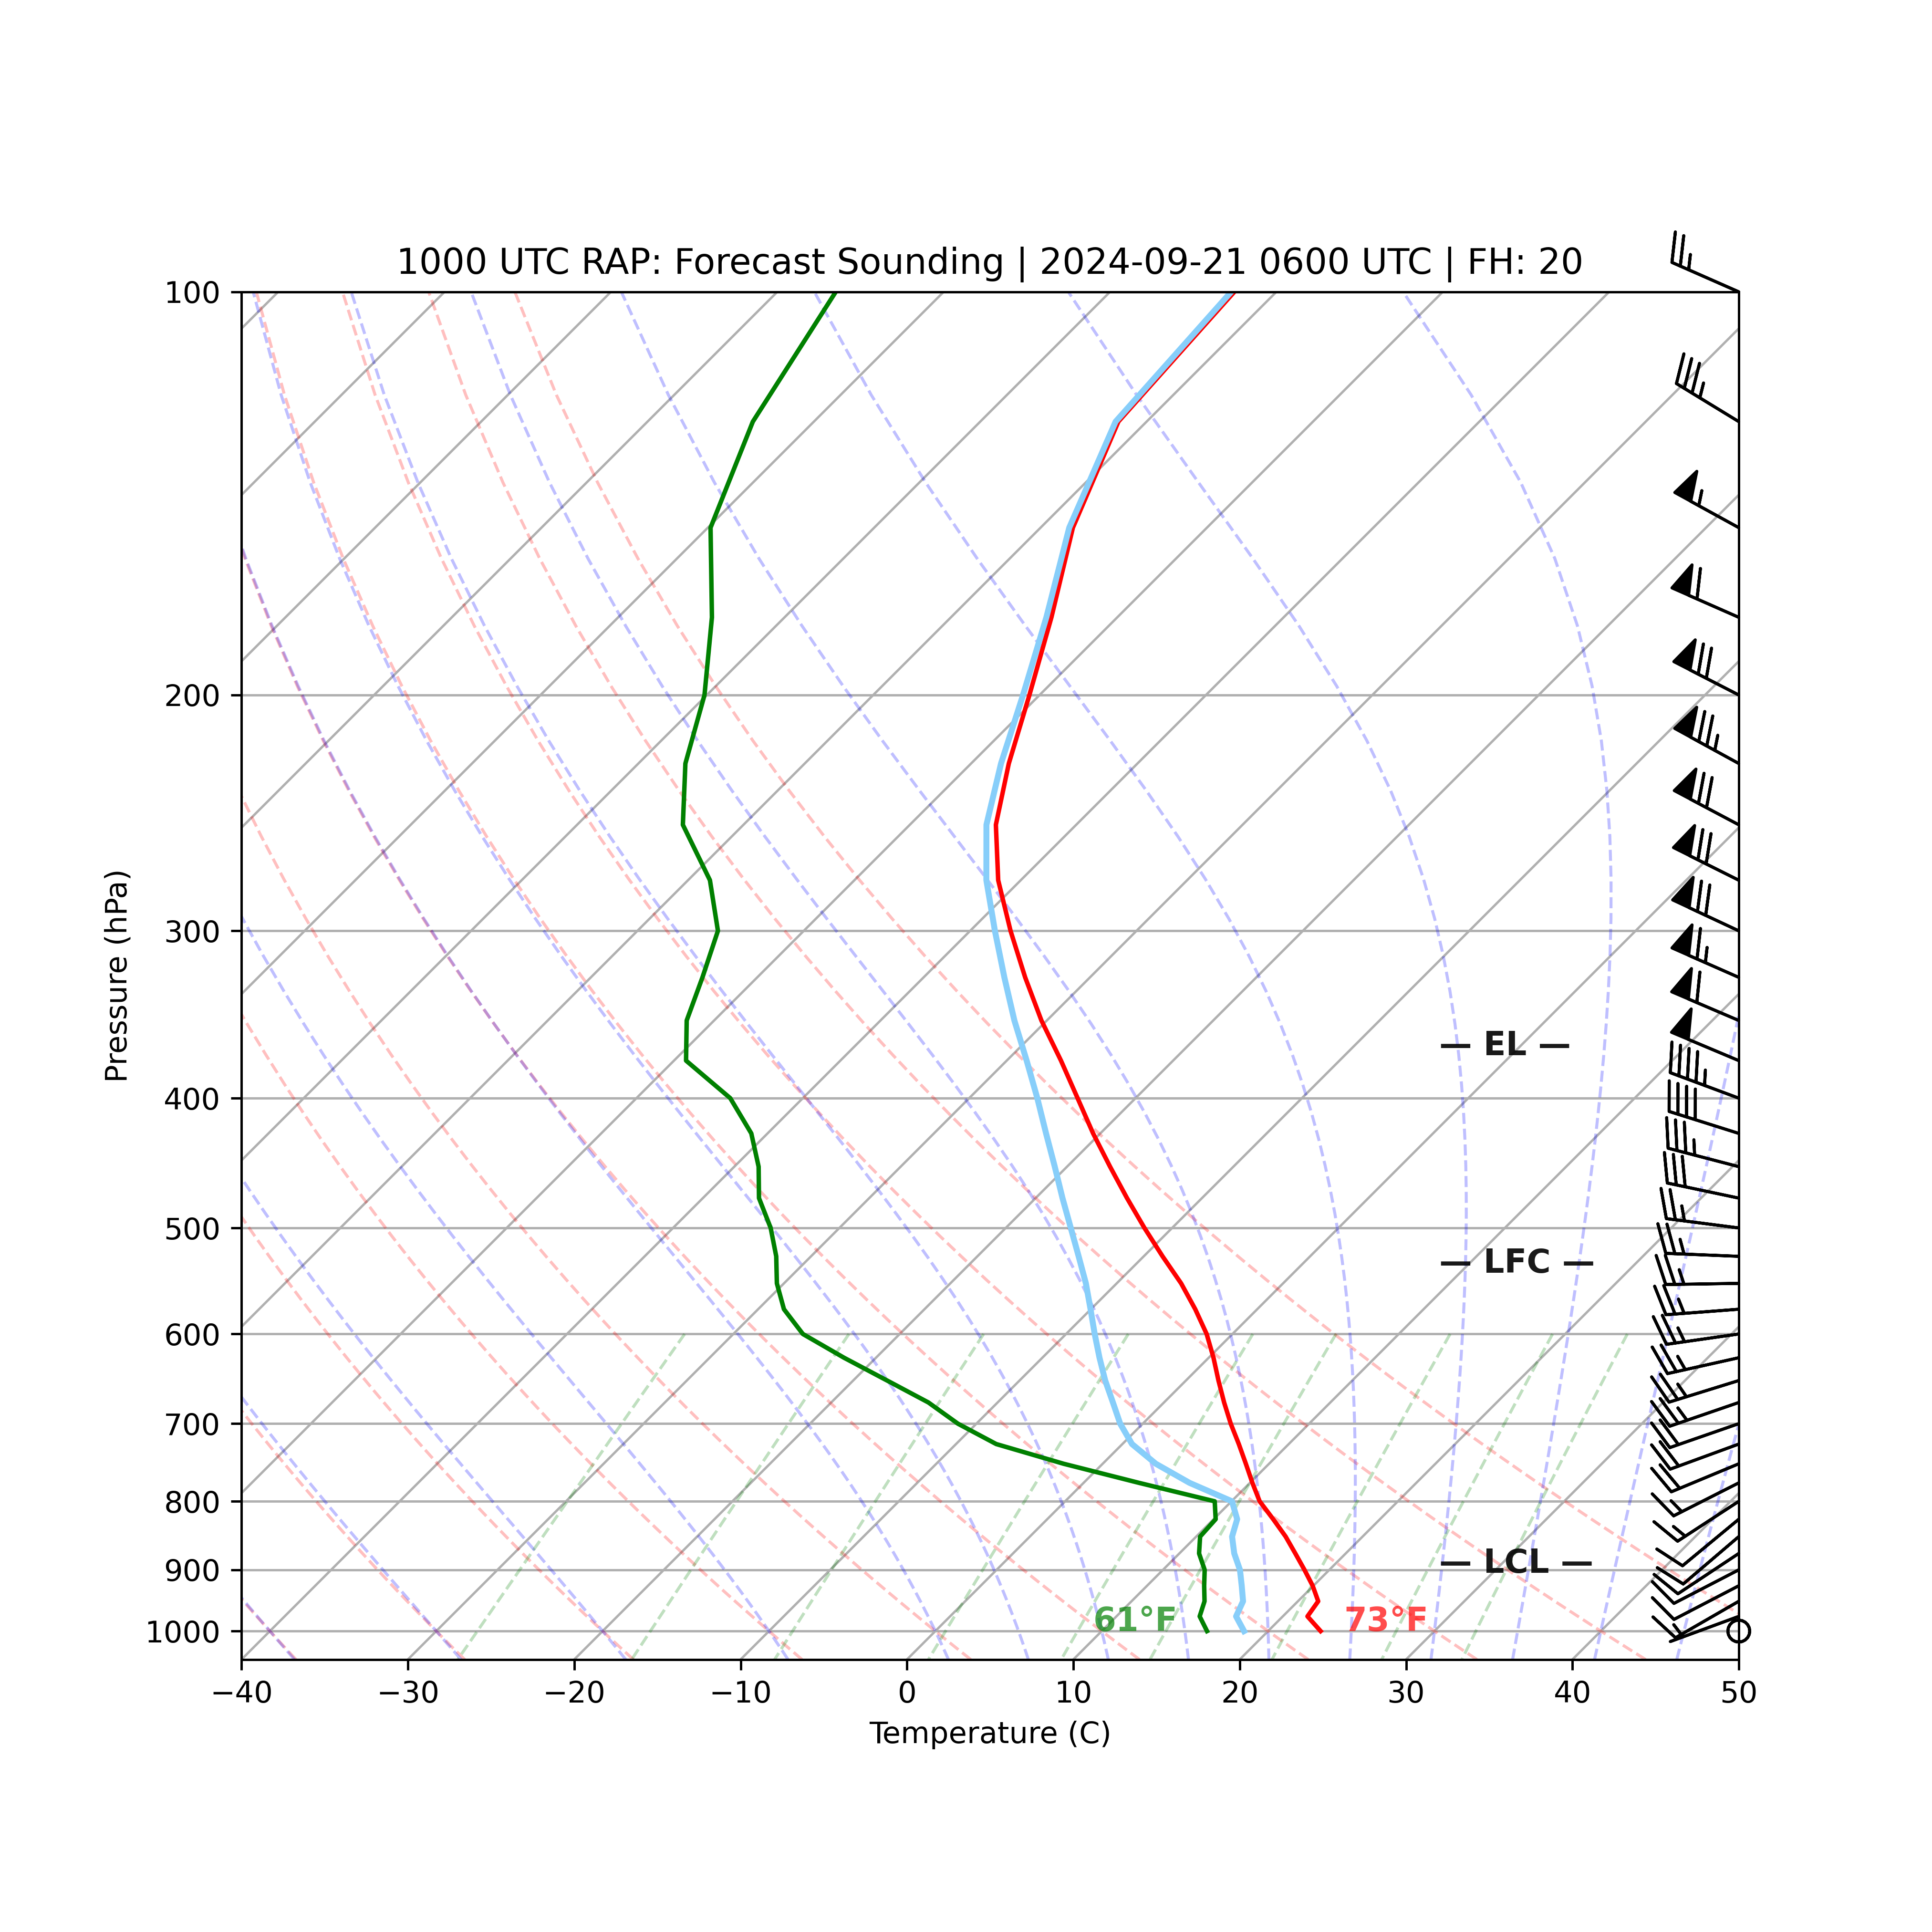 1000 UTC RAP: Forecast Sounding | 2024-09-21 0600 UTC | FH: 20
100
200
300
400
500
600
700
800
900
1000
Pressure (hPa)
— EL —
— LFC —
— LCL —
61°F
73°F
−40
−30
−20
−10
0
10
20
30
40
50
Temperature (C)